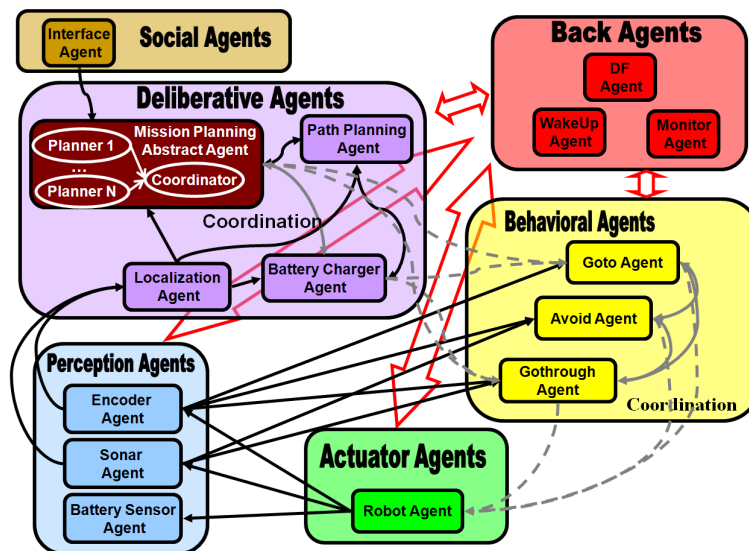 Interface
Agent
Social Agents
Back Agents
DF
Agent
WakeUp
Agent
Monitor
Agent
Deliberative Agents
Planner 1
...
Planner N
Mission Planning
Abstract Agent
Coordinator
Path Planning
Agent
Coordination
Localization
Agent
Battery Charger
Agent
Behavioral Agents
Goto Agent
Avoid Agent
Gothrough
Agent
Coordination
Perception Agents
Encoder
Agent
Sonar
Agent
Battery Sensor
Agent
Actuator Agents
Robot Agent